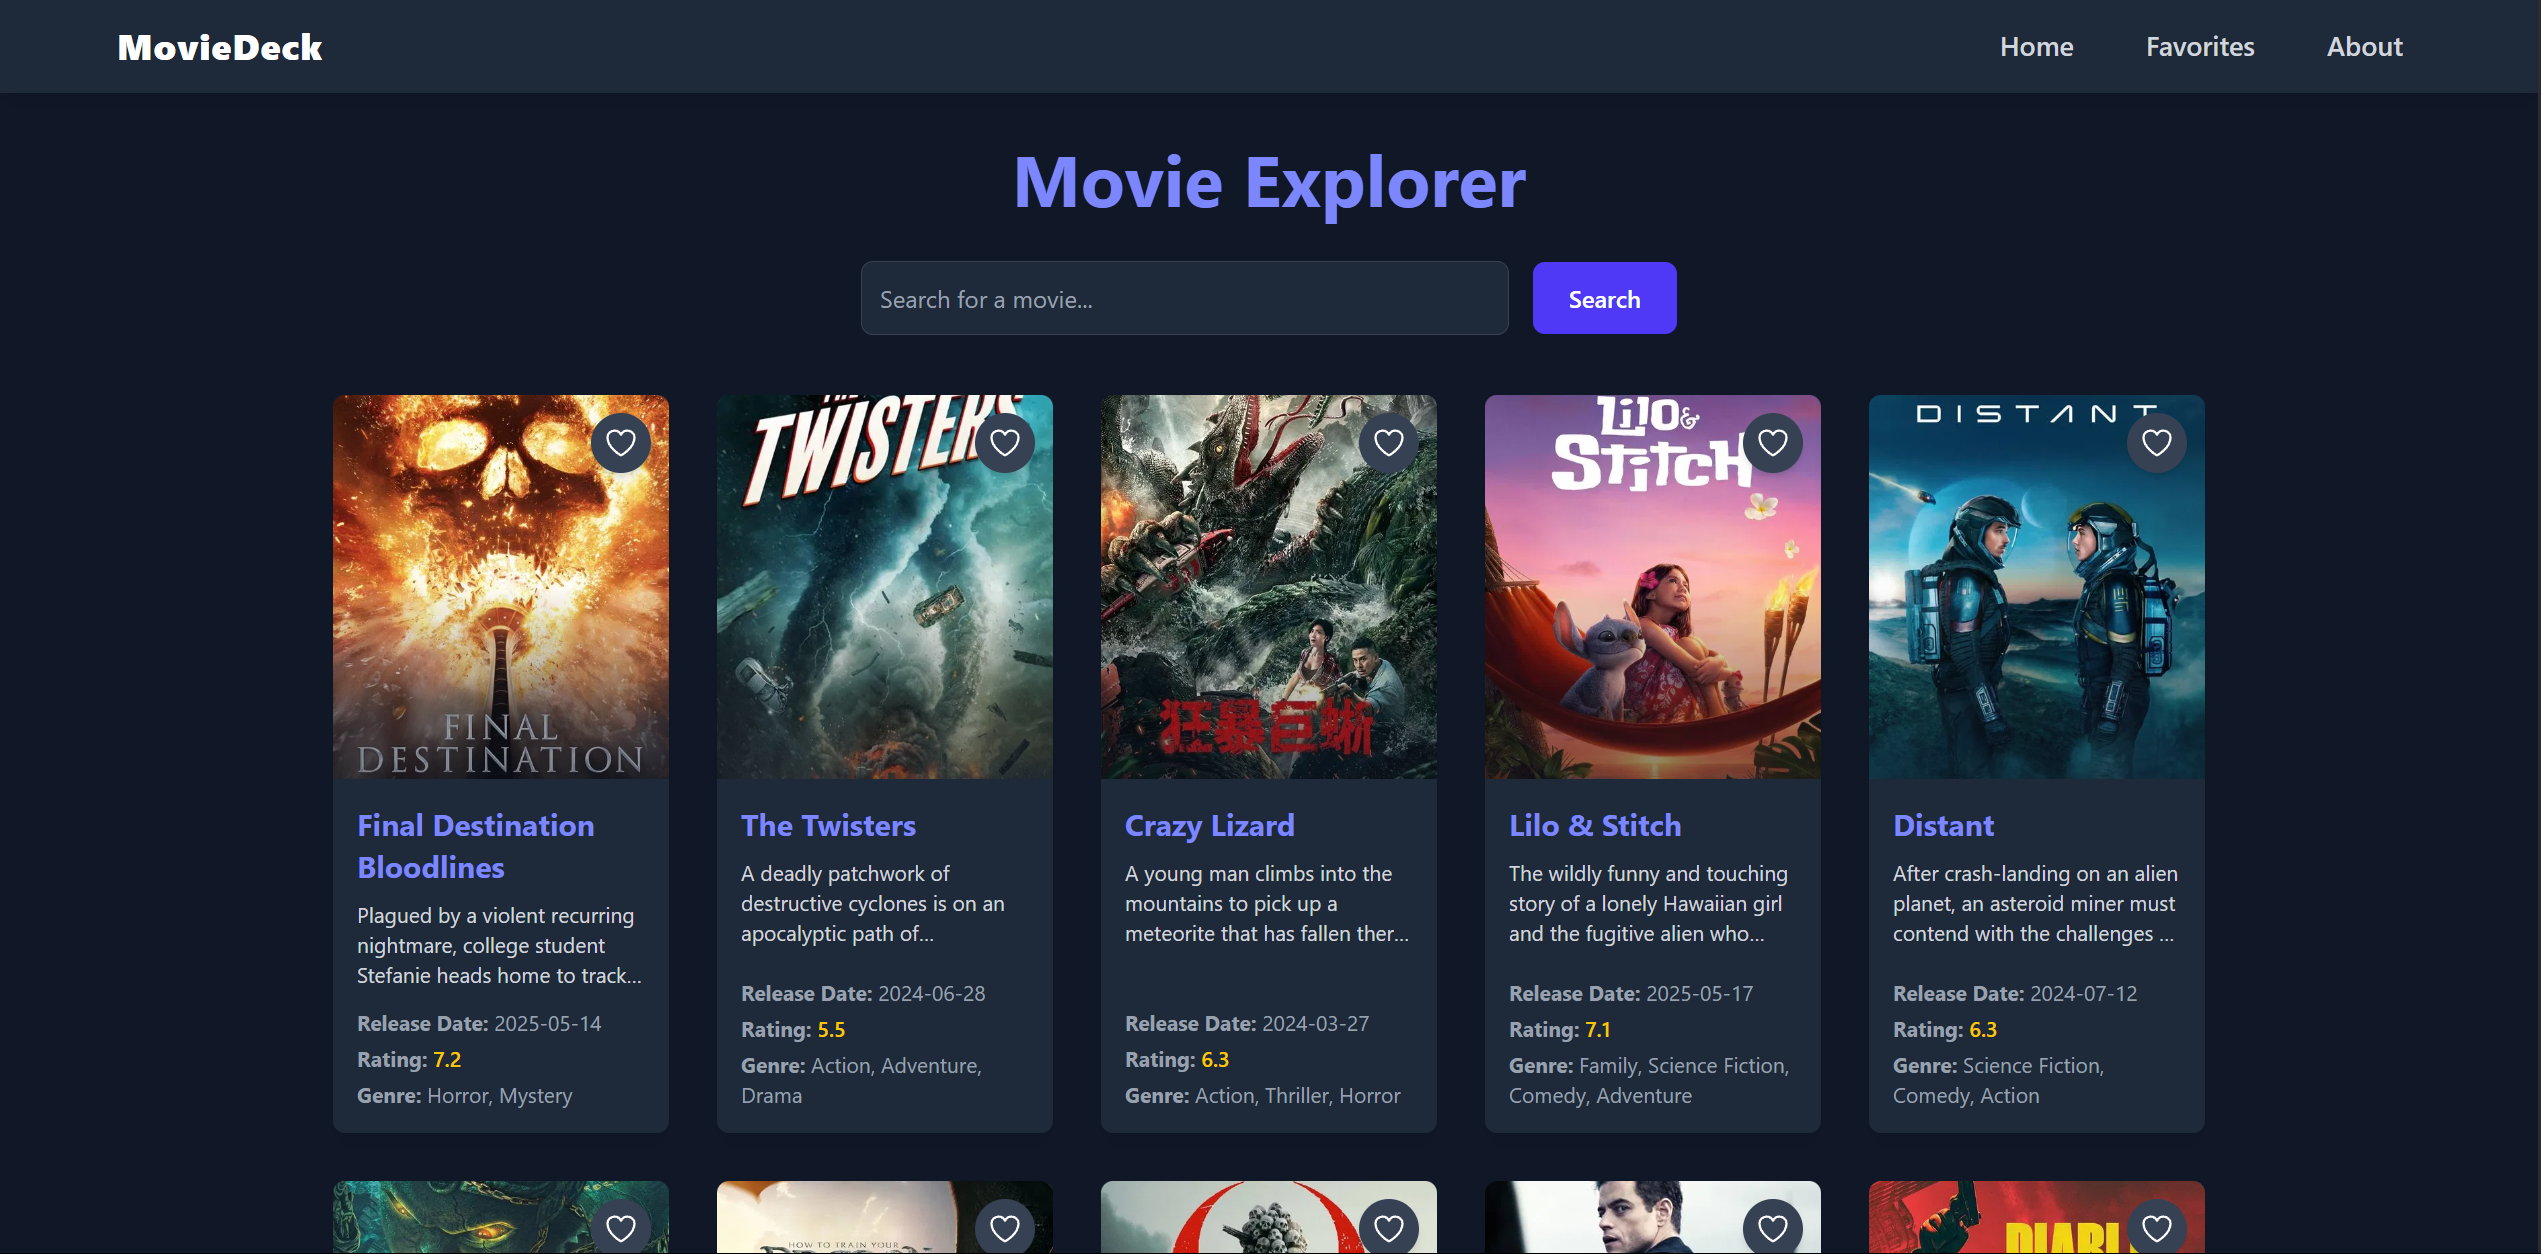 MovieDeck
Home
Favorites
About
Movie Explorer
Search for a movie...
Search
FINAL
DESTINATION
THE
TWISTERS
狂暴巨蜥
Lilo &
Stitch
DISTANT
Final Destination
Bloodlines
Plagued by a violent recurring
nightmare, college student
Stefanie heads home to track...
Release Date: 2025-05-14
Rating: 7.2
Genre: Horror, Mystery
The Twisters
A deadly patchwork of
destructive cyclones is on an
apocalyptic path of...
Release Date: 2024-06-28
Rating: 5.5
Genre: Action, Adventure,
Drama
Crazy Lizard
A young man climbs into the
mountains to pick up a
meteorite that has fallen ther...
Release Date: 2024-03-27
Rating: 6.3
Genre: Action, Thriller, Horror
Lilo & Stitch
The wildly funny and touching
story of a lonely Hawaiian girl
and the fugitive alien who...
Release Date: 2025-05-17
Rating: 7.1
Genre: Family, Science Fiction,
Comedy, Adventure
Distant
After crash-landing on an alien
planet, an asteroid miner must
contend with the challenges ...
Release Date: 2024-07-12
Rating: 6.3
Genre: Science Fiction,
Comedy, Action
HOW TO TRAIN YOUR
DIABL